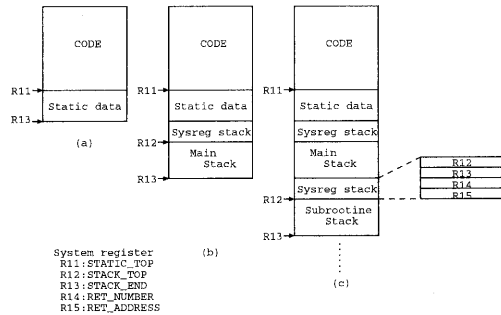 CODE
R11
Static data
R13
(a)
CODE
R11
Static data
Sysreg stack
R12
Main
Stack
R13
(b)
CODE
R11
Static data
Sysreg stack
Main
Stack
Sysreg stack
R12
Subrootine
Stack
R13
(c)
R12
R13
R14
R15
System register
R11:STATIC_TOP
R12:STACK_TOP
R13:STACK_END
R14:RET_NUMBER
R15:RET_ADDRESS